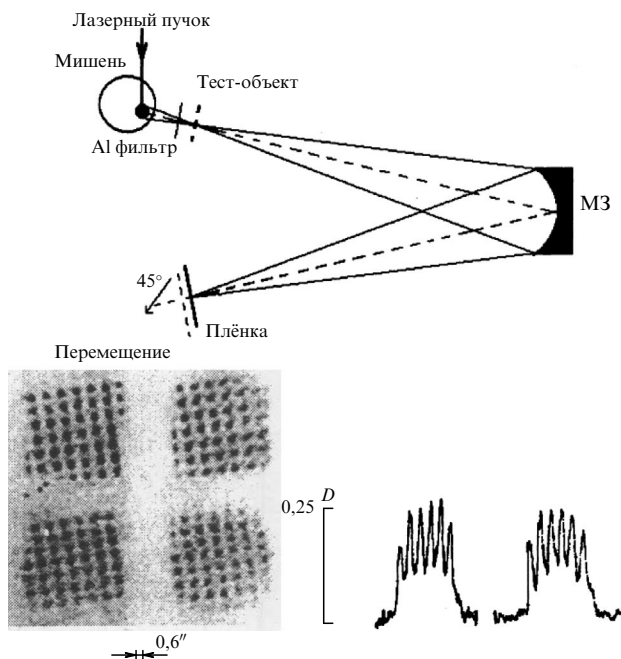 Лазерный пучок
Мишень
Тест-объект
Al фильтр
МЗ
45°
Плёнка
Перемещение
0,25
D
0,6″